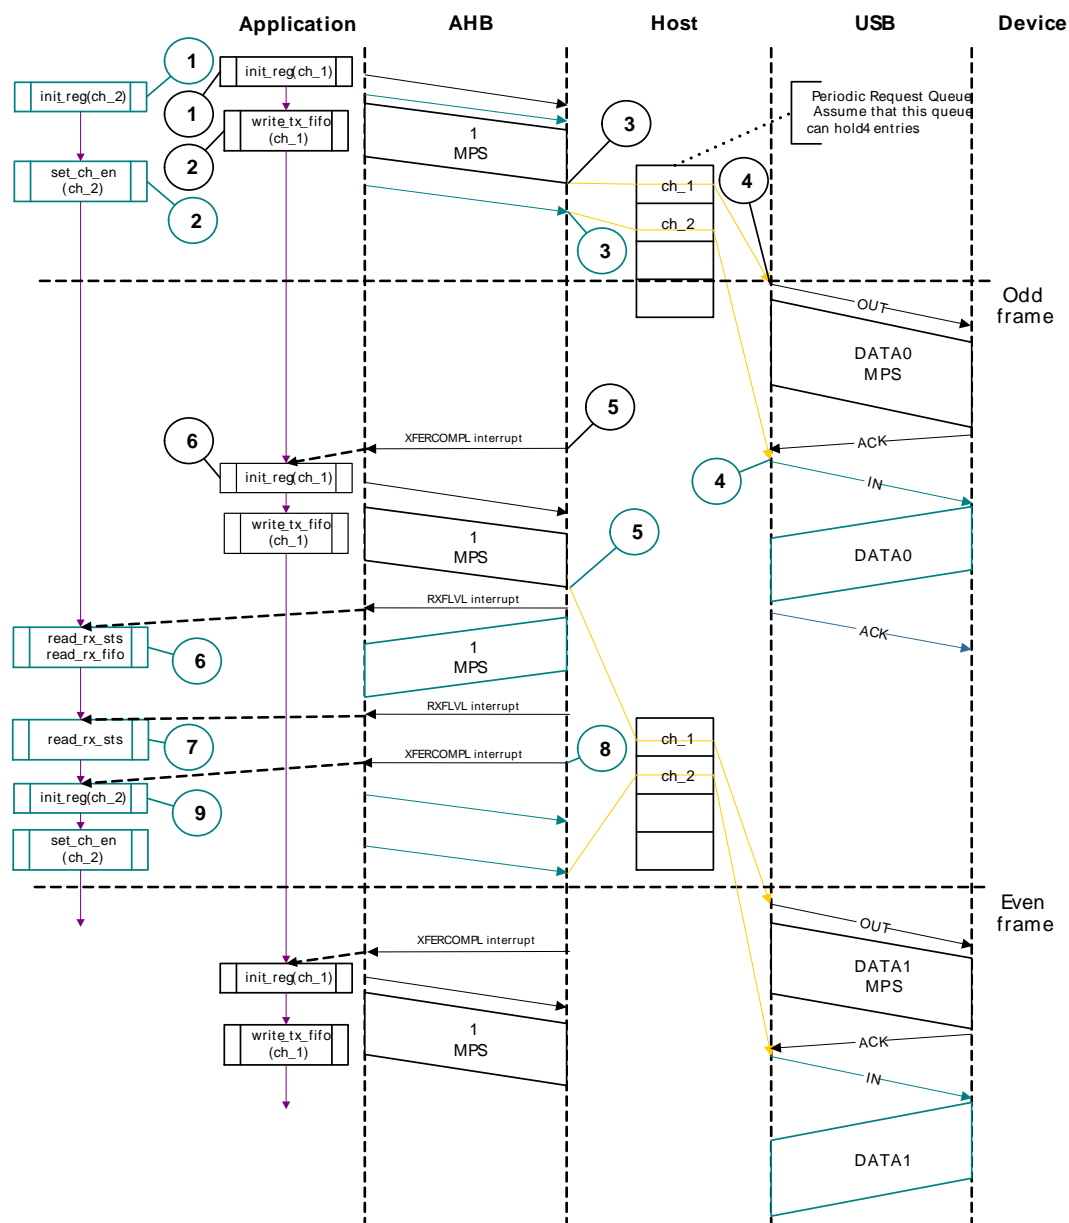 Application AHB Host USB Device
1
init_reg(ch_1)
init_reg(ch_2)
1
Periodic Request Queue
Assume that this queue
can hold4 entries
write_tx_fifo
(ch_1)
1
MPS
3
2
set_ch_en
(ch_2)
4
ch_1
2
ch_2
3
Odd
frame
OUT
DATA0
MPS
5
6
XFERCOMPL interrupt
ACK
init_reg(ch_1)
4
IN
write_tx_fifo
(ch_1)
1
MPS
5
DATA0
RXFLVL interrupt
read_rx_sts
read_rx_fifo
6
1
MPS
ACK
RXFLVL interrupt
read_rx_sts
7
ch_1
8
XFERCOMPL interrupt
ch_2
init_reg(ch_2)
9
set_ch_en
(ch_2)
Even
frame
OUT
XFERCOMPL interrupt
init_reg(ch_1)
DATA1
MPS
write_tx_fifo
(ch_1)
1
MPS
ACK
IN
DATA1